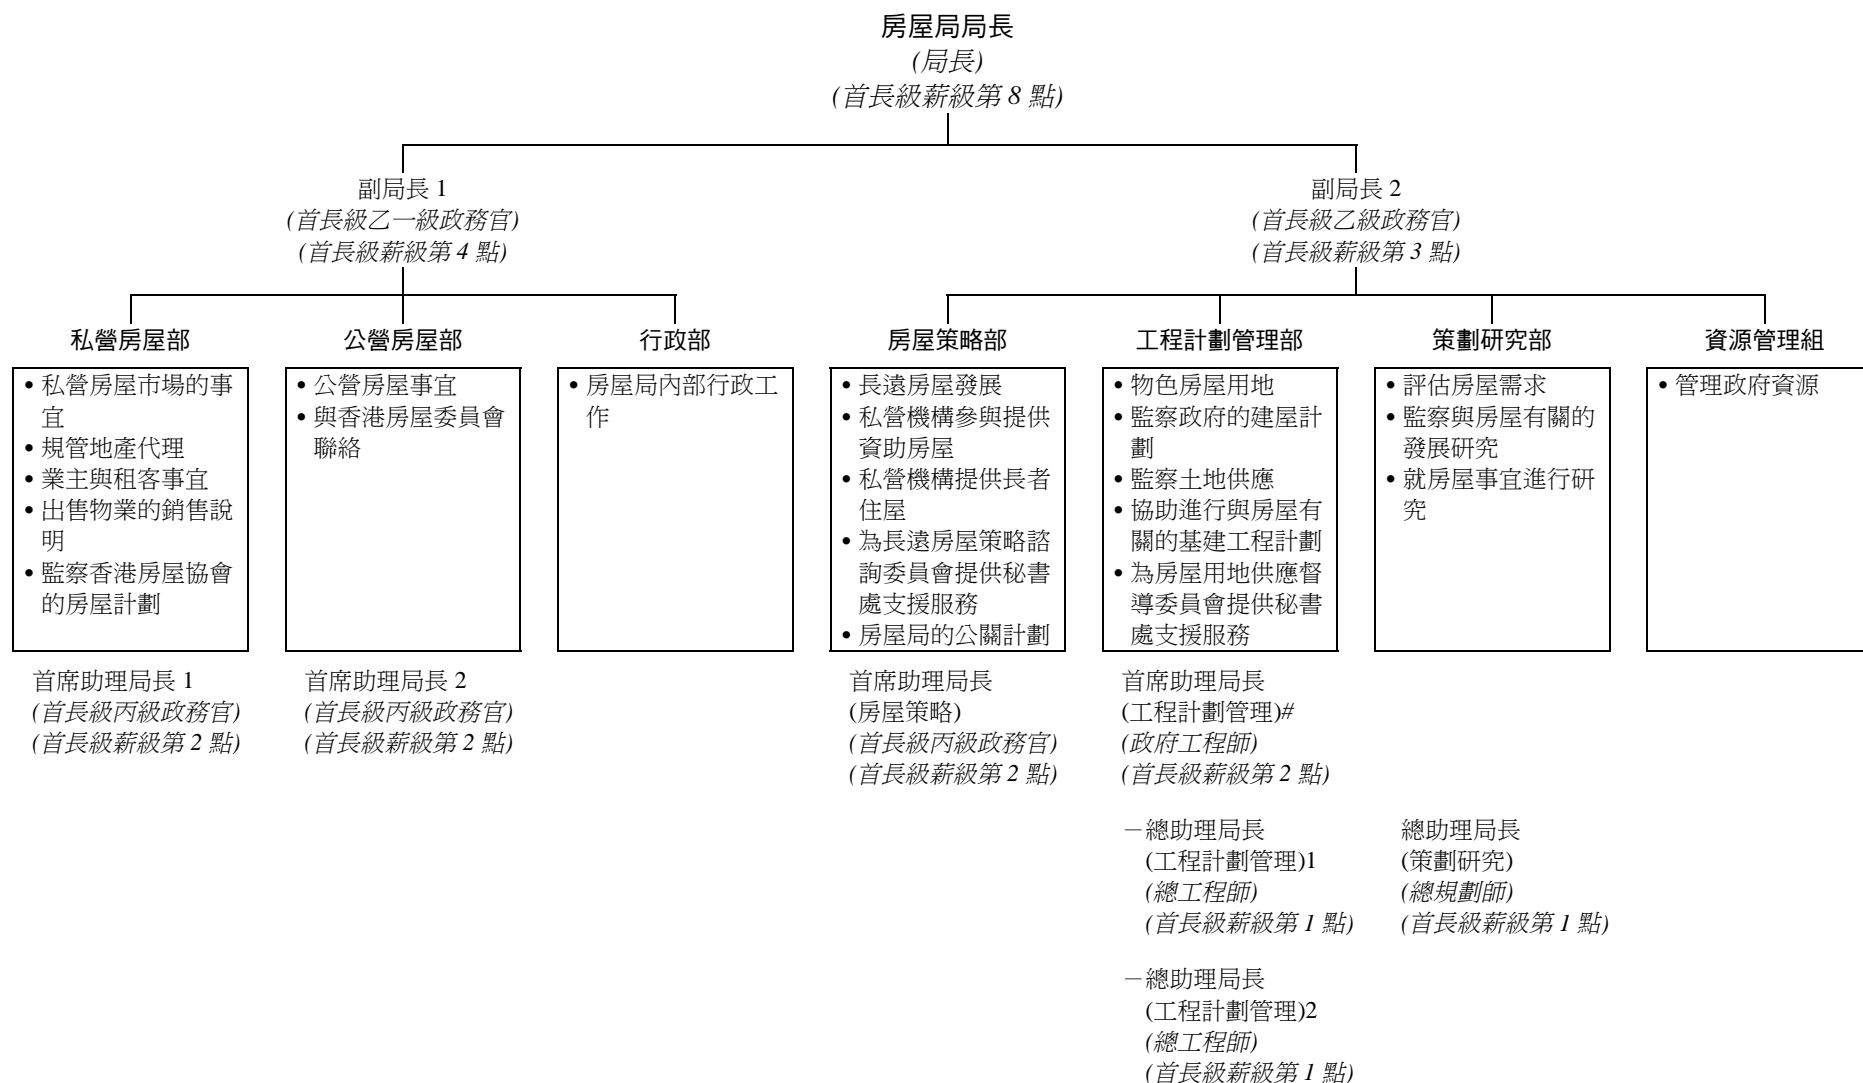 房屋局局長
(局長)
(首長級薪級第 8 點)
副局長 1
(首長級乙一級政務官)
(首長級薪級第 4 點)
副局長 2
(首長級乙級政務官)
(首長級薪級第 3 點)
私營房屋部
• 私營房屋市場的事
宜
• 規管地產代理
• 業主與租客事宜
• 出售物業的銷售說
明
• 監察香港房屋協會
的房屋計劃
首席助理局長 1
(首長級丙級政務官)
(首長級薪級第 2 點)
公營房屋部
• 公營房屋事宜
• 與香港房屋委員會
聯絡
首席助理局長 2
(首長級丙級政務官)
(首長級薪級第 2 點)
行政部
• 房屋局內部行政工
作
房屋策略部
• 長遠房屋發展
• 私營機構參與提供
資助房屋
• 私營機構提供長者
住屋
• 為長遠房屋策略諮
詢委員會提供秘書
處支援服務
• 房屋局的公關計劃
首席助理局長
(房屋策略)
(首長級丙級政務官)
(首長級薪級第 2 點)
工程計劃管理部
• 物色房屋用地
• 監察政府的建屋計
劃
• 監察土地供應
• 協助進行與房屋有
關的基建工程計劃
• 為房屋用地供應督
導委員會提供秘書
處支援服務
首席助理局長
(工程計劃管理)#
(政府工程師)
(首長級薪級第 2 點)
－總助理局長
(工程計劃管理)1
(總工程師)
(首長級薪級第 1 點)
－總助理局長
(工程計劃管理)2
(總工程師)
(首長級薪級第 1 點)
策劃研究部
• 評估房屋需求
• 監察與房屋有關的
發展研究
• 就房屋事宜進行研
究
總助理局長
(策劃研究)
(總規劃師)
(首長級薪級第 1 點)
資源管理組
• 管理政府資源